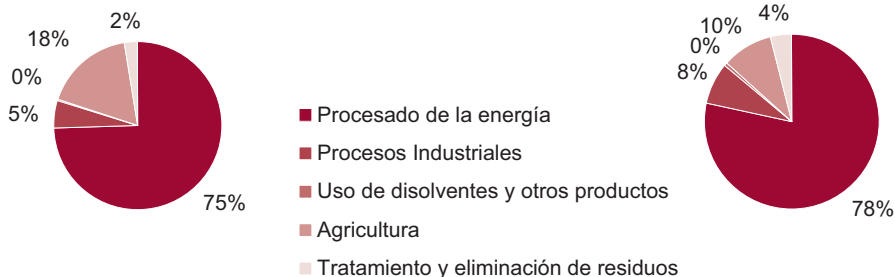 2%
18%
0%
5%
75%
Procesado de la energía
Procesos Industriales
Uso de disolventes y otros productos
Agricultura
Tratamiento y eliminación de residuos
4%
10%
0%
8%
78%